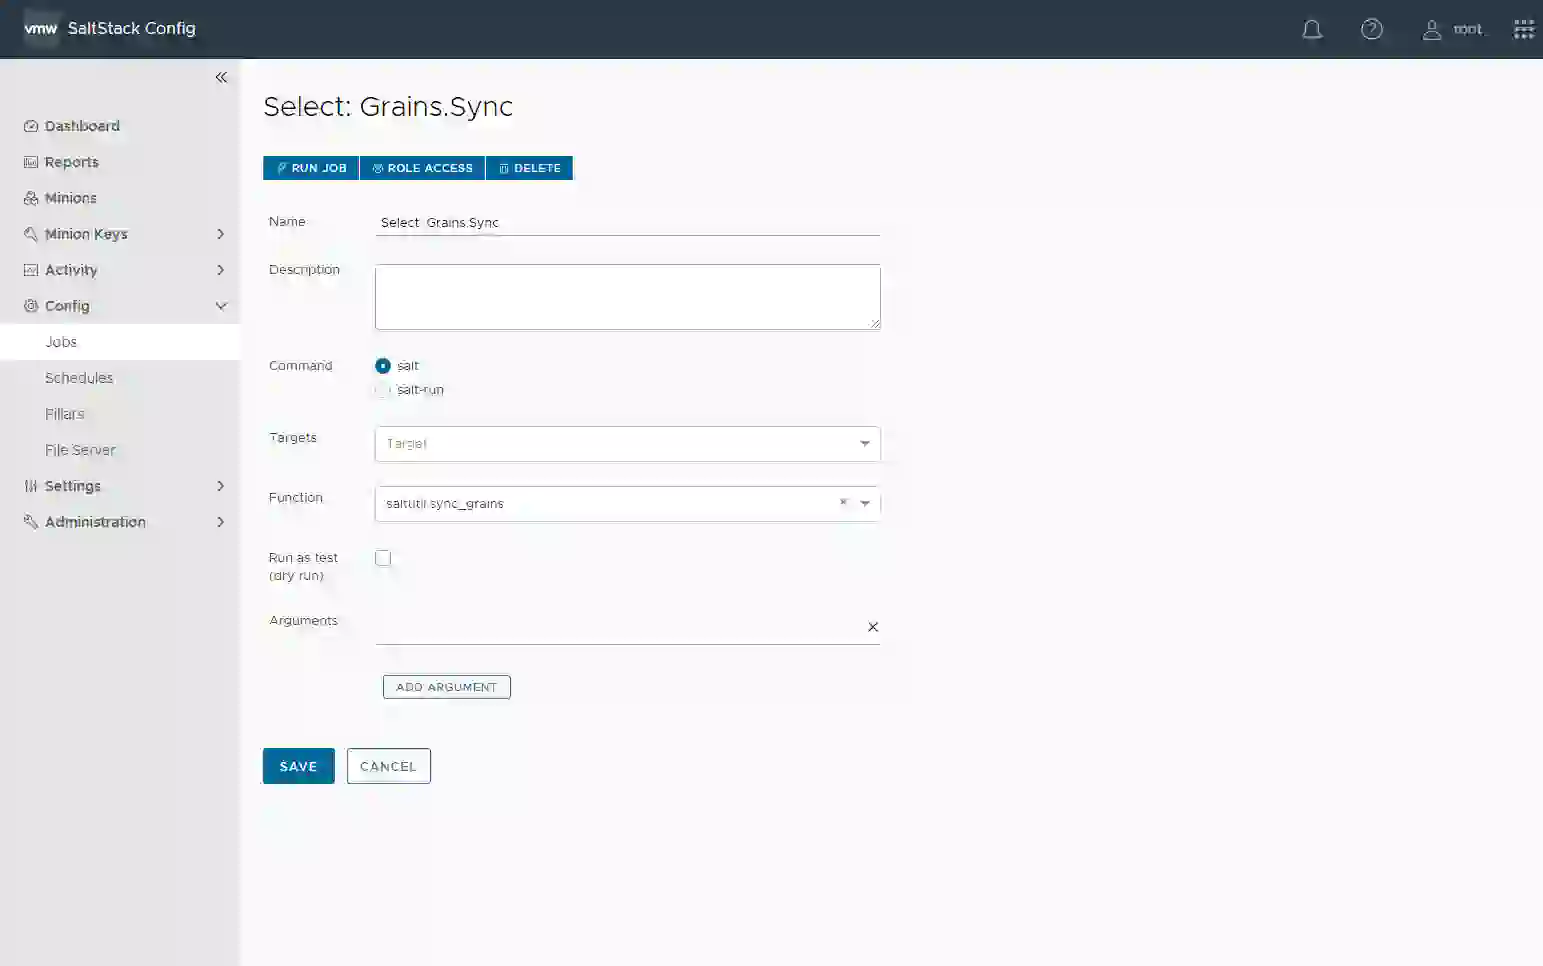 vmw SaltStack Config
root
Select: Grains.Sync
Dashboard
Reports
Minions
Minion Keys
Activity
Config
Jobs
Schedules
Pillars
File Server
Settings
Administration
RUN JOB ROLE ACCESS DELETE
Name Select Grains.Sync
Description
Command salt
salt-run
Targets Target
Function saltutil.sync_grains
Run as test
(dry run)
Arguments
ADD ARGUMENT
SAVE CANCEL